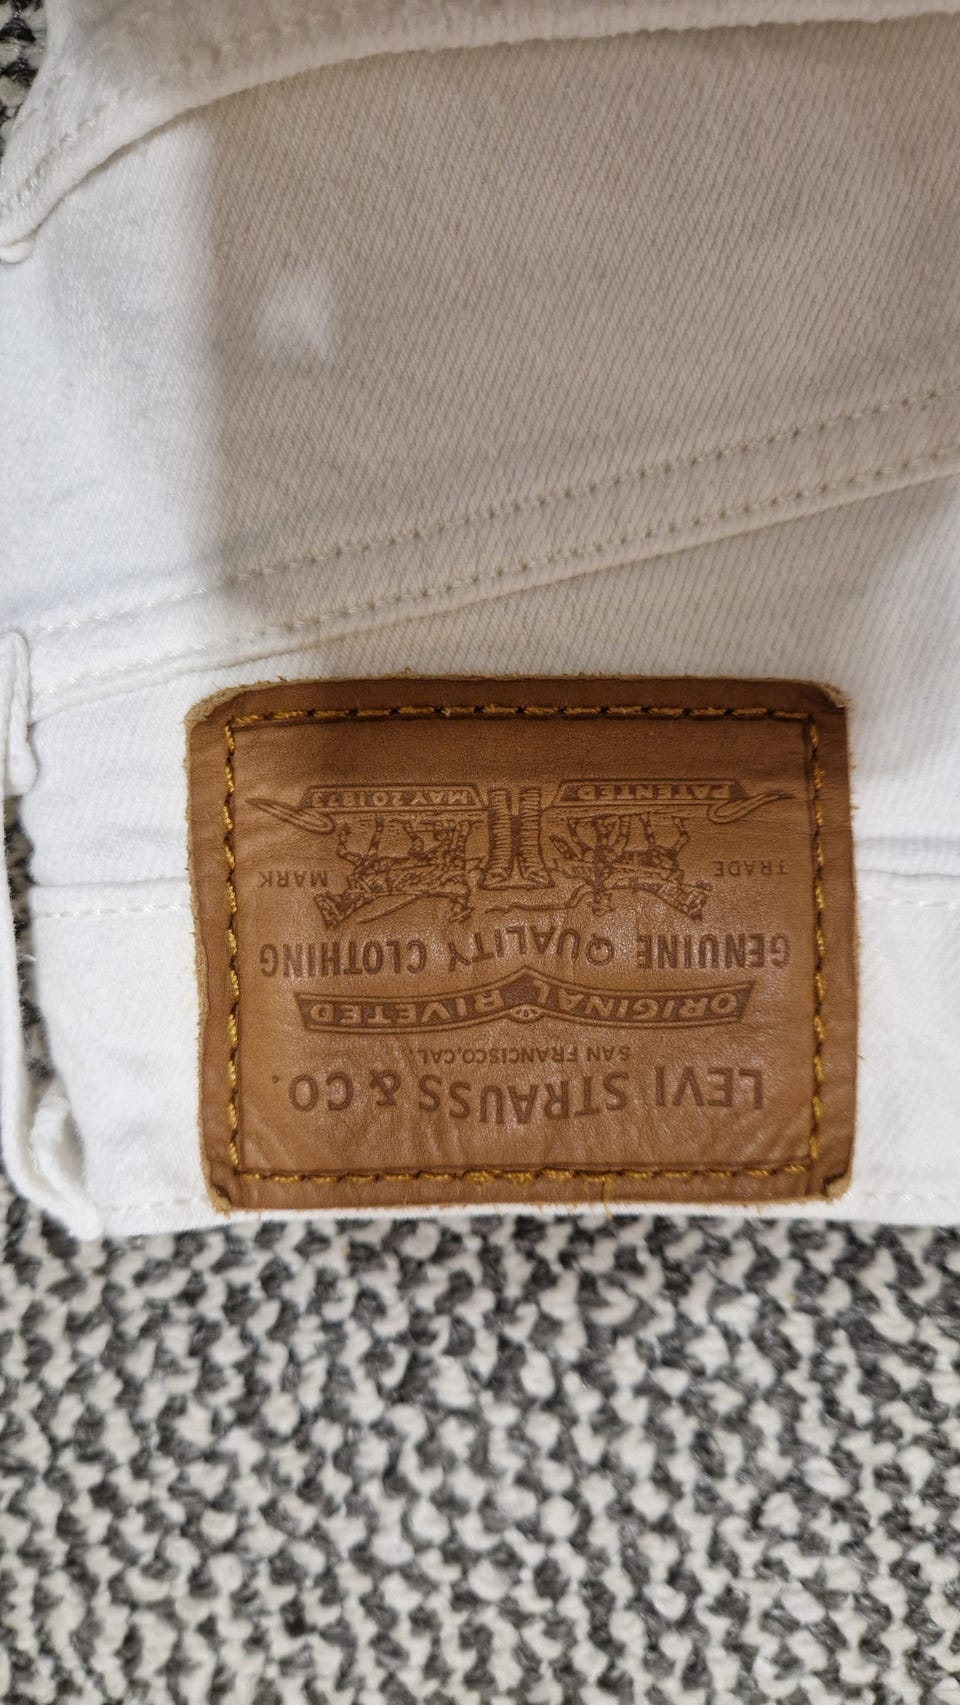 LEVI STRAUSS & CO.
SAN FRANCISCO, CAL.
ORIGINAL RIVETED
GENUINE QUALITY CLOTHING
TRADE MARK
PATENTED MAY 20 1873